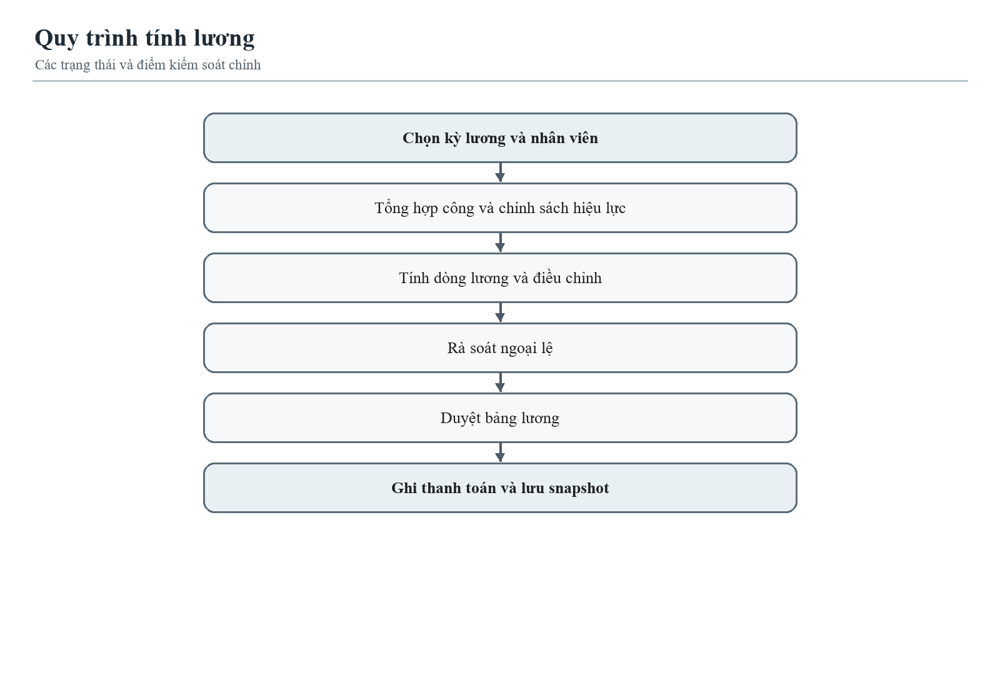 Quy trình tính lương
Các trạng thái và điểm kiểm soát chính
Chọn kỳ lương và nhân viên
Tổng hợp công và chính sách hiệu lực
Tính dòng lương và điều chỉnh
Rà soát ngoại lệ
Duyệt bảng lương
Ghi thanh toán và lưu snapshot